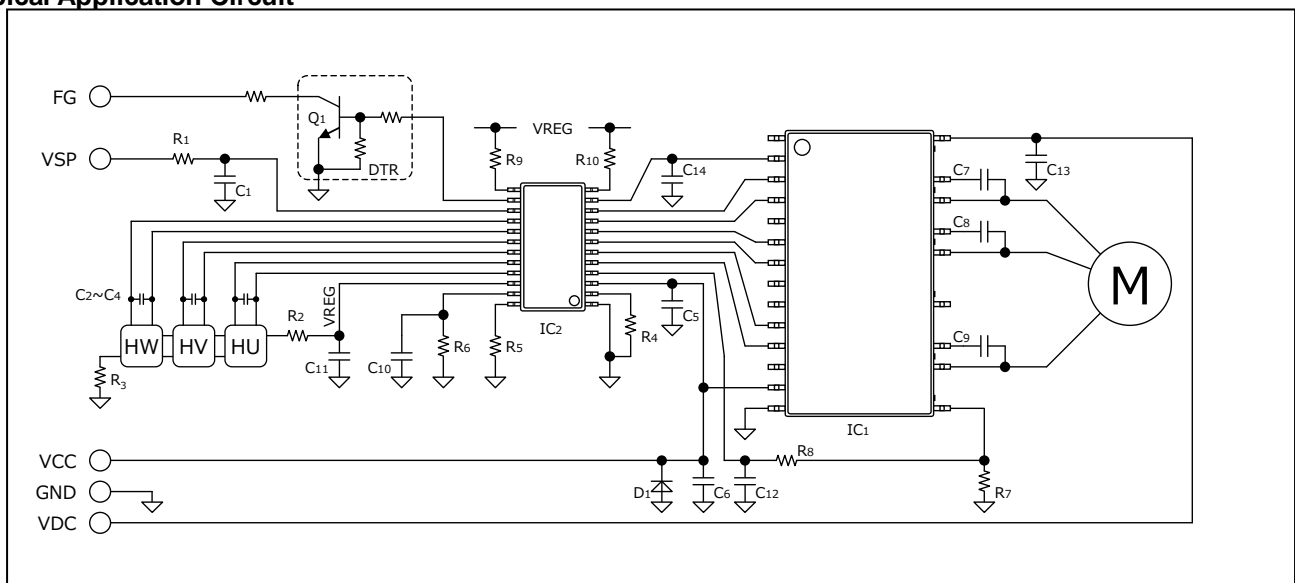 Typical Application Circuit
FG
Q1
DTR
VREG
R9
R10
VSP
R1
C1
C14
C7
C13
C8
M
C2~C4
R2
VREG
C5
IC2
HW
HV
HU
R3
C11
C10
R6
R5
R4
C9
IC1
VCC
R8
GND
D1
C6
C12
R7
VDC